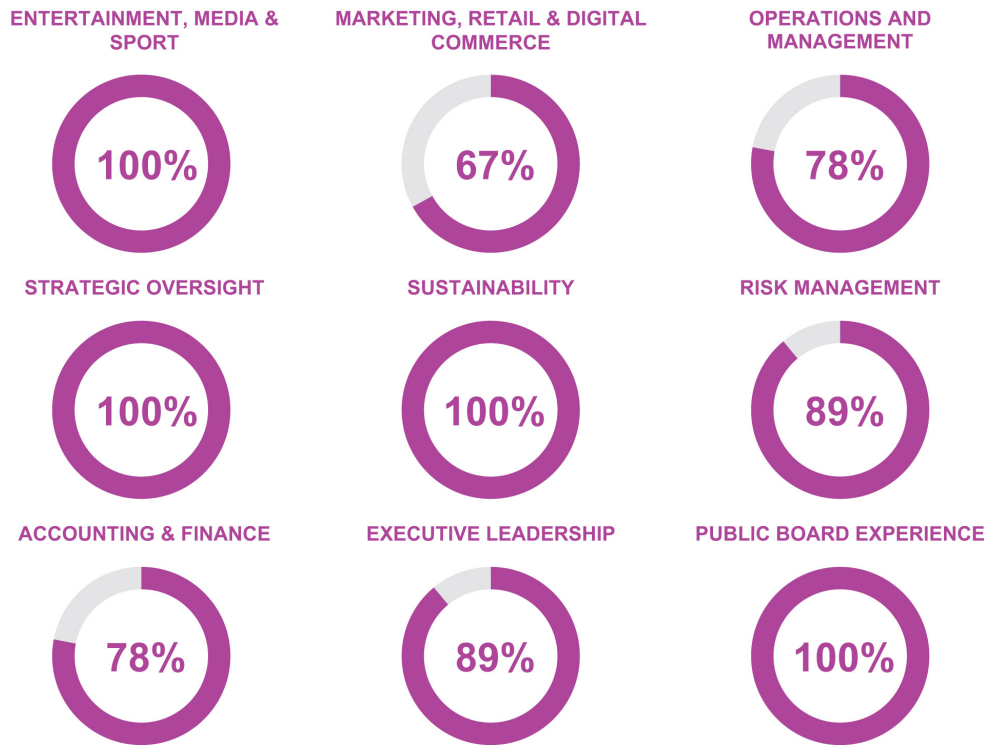 ENTERTAINMENT, MEDIA &
SPORT
100%
MARKETING, RETAIL & DIGITAL
COMMERCE
67%
OPERATIONS AND
MANAGEMENT
78%
STRATEGIC OVERSIGHT
100%
SUSTAINABILITY
100%
RISK MANAGEMENT
89%
ACCOUNTING & FINANCE
78%
EXECUTIVE LEADERSHIP
89%
PUBLIC BOARD EXPERIENCE
100%